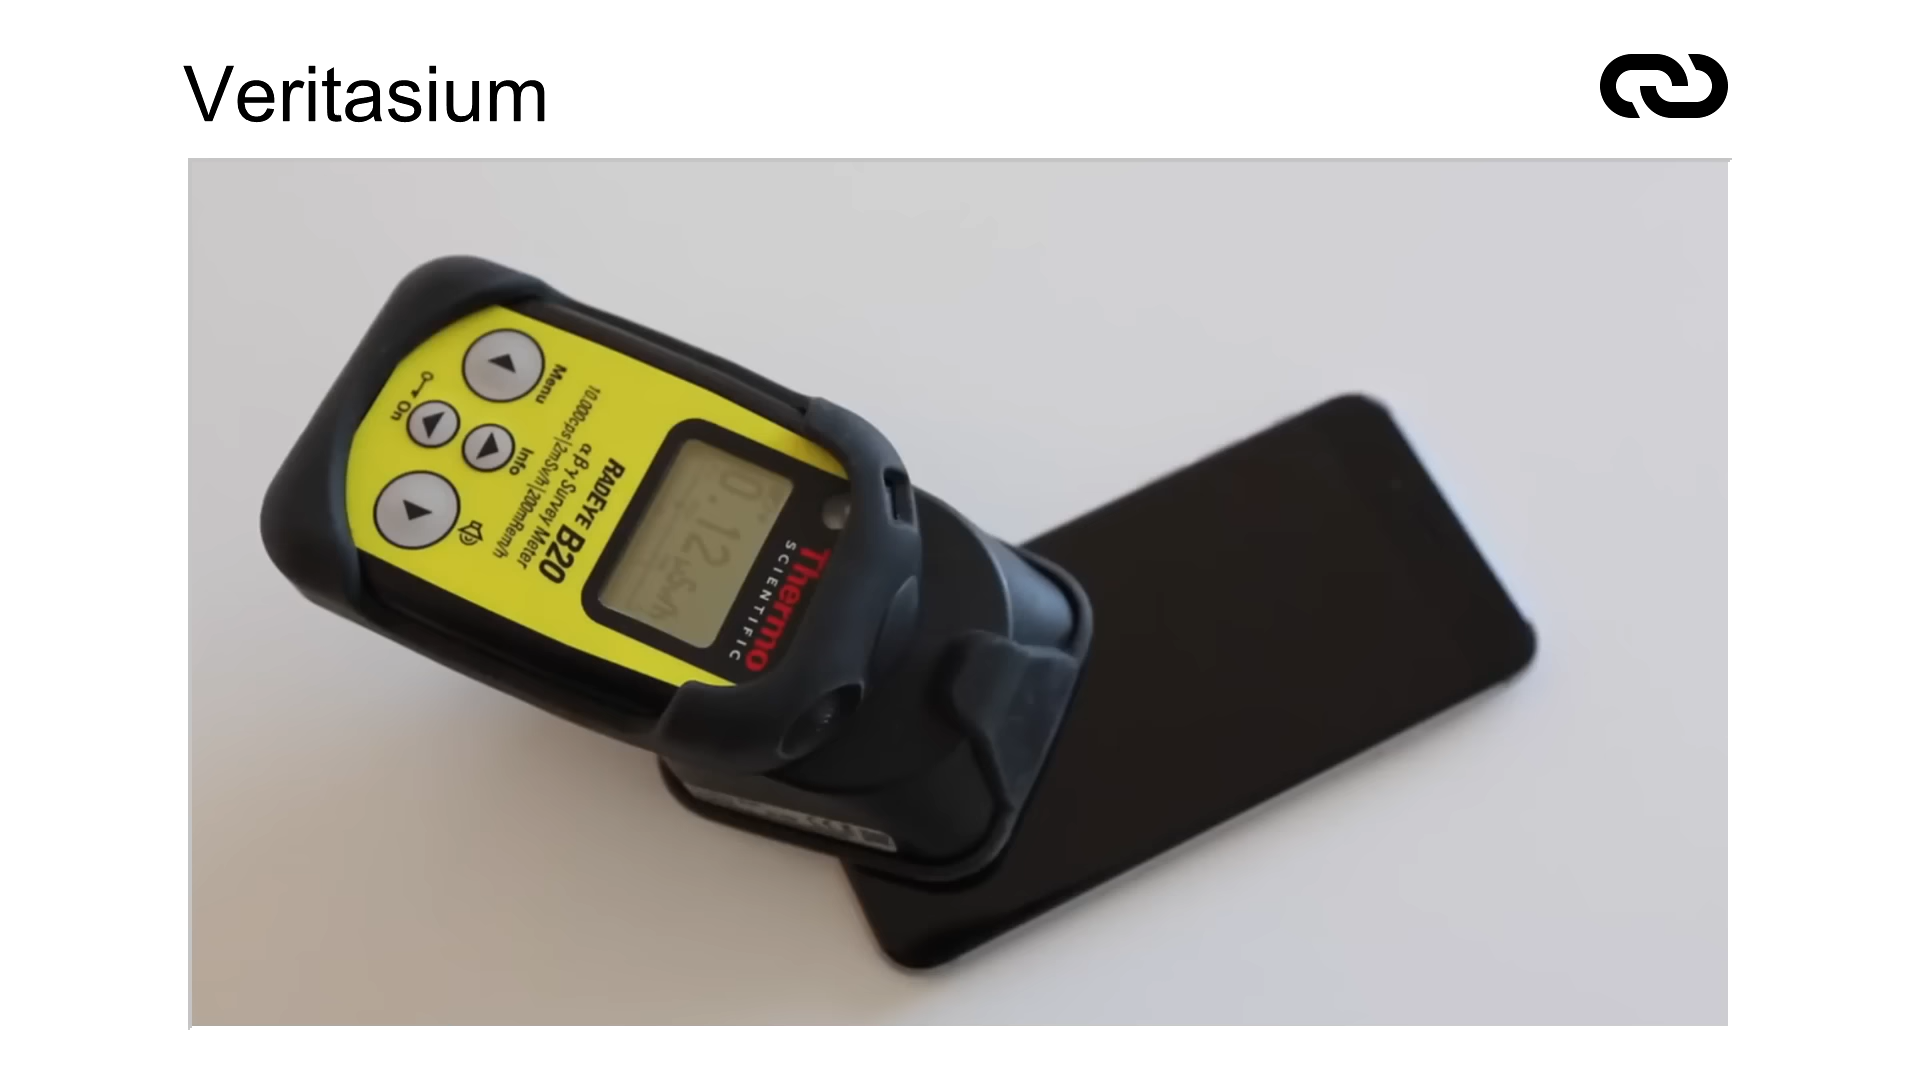 Veritasium
Thermo
SCIENTIFIC
0.12 µSv/h
RADEYE B20
α β γ Survey Meter
10.000cps|2mSv/h|200mRem/h
Menu
Info
On